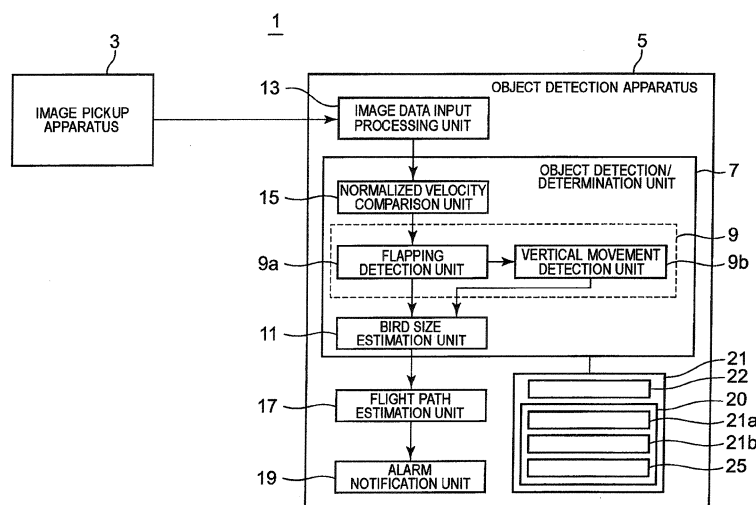 1
3
5
IMAGE PICKUP
APPARATUS
OBJECT DETECTION APPARATUS
13
IMAGE DATA INPUT
PROCESSING UNIT
7
OBJECT DETECTION/
DETERMINATION UNIT
15
NORMALIZED VELOCITY
COMPARISON UNIT
9
9a
FLAPPING
DETECTION UNIT
VERTICAL MOVEMENT
DETECTION UNIT
9b
11
BIRD SIZE
ESTIMATION UNIT
21
22
20
17
FLIGHT PATH
ESTIMATION UNIT
21a
21b
25
19
ALARM
NOTIFICATION UNIT